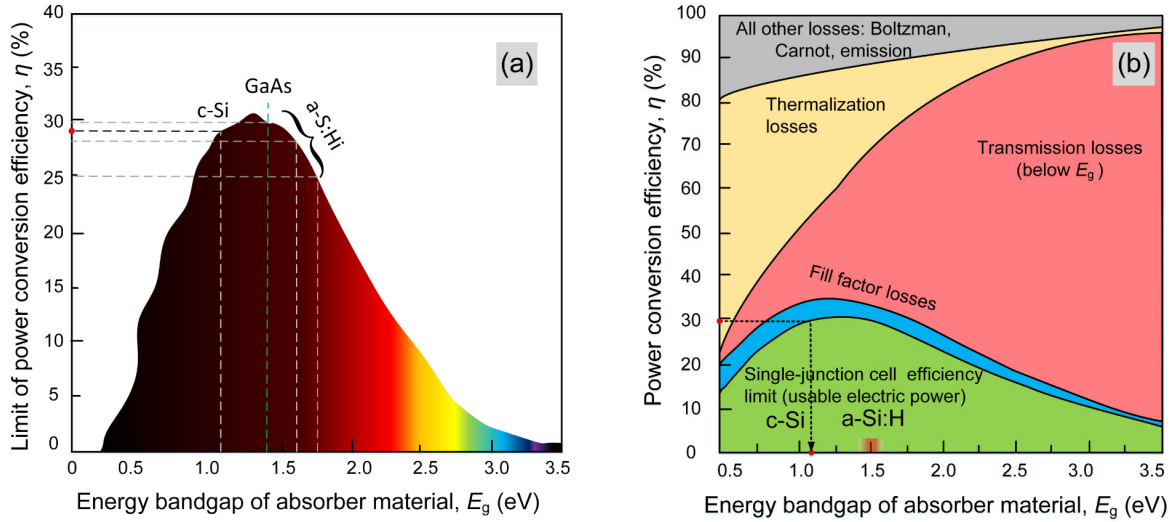 Limit of power conversion efficiency, η (%)
40
35
30
25
20
15
10
5
0
(a)
GaAs
c-Si
a-S:Hi
0
1.0
1.5
2.0
2.5
3.0
3.5
Energy bandgap of absorber material, Eg (eV)
Power conversion efficiency, η (%)
100
90
80
70
60
50
40
30
20
10
0
All other losses: Boltzman,
Carnot, emission
(b)
Thermalization
losses
Transmission losses
(below Eg )
Fill factor losses
Single-junction cell efficiency
limit (usable electric power)
c-Si
a-Si:H
0.5
1.0
1.5
2.0
2.5
3.0
3.5
Energy bandgap of absorber material, Eg (eV)